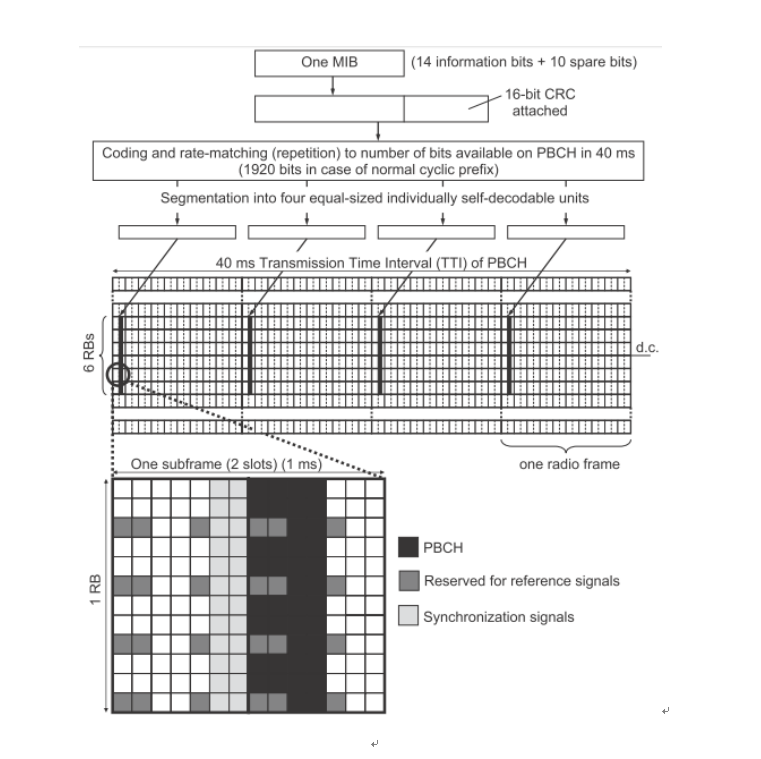 One MIB
(14 information bits + 10 spare bits)
16-bit CRC
attached
Coding and rate-matching (repetition) to number of bits available on PBCH in 40 ms
(1920 bits in case of normal cyclic prefix)
Segmentation into four equal-sized individually self-decodable units
40 ms Transmission Time Interval (TTI) of PBCH
6 RBs
d.c.
one radio frame
One subframe (2 slots) (1 ms)
1 RB
PBCH
Reserved for reference signals
Synchronization signals